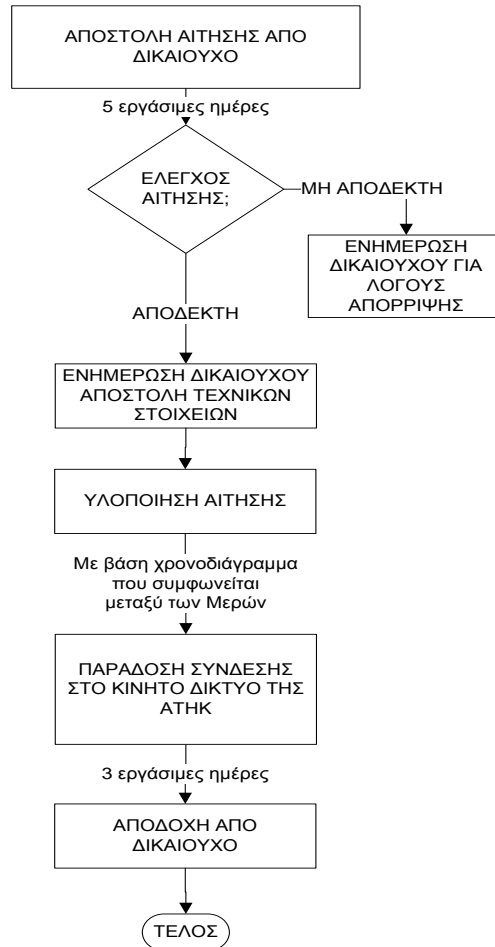 ΑΠΟΣΤΟΛΗ ΑΙΤΗΣΗΣ ΑΠΟ
ΔΙΚΑΙΟΥΧΟ
5 εργάσιμες ημέρες
ΕΛΕΓΧΟΣ
ΑΙΤΗΣΗΣ;
ΜΗ ΑΠΟΔΕΚΤΗ
ΕΝΗΜΕΡΩΣΗ
ΔΙΚΑΙΟΥΧΟΥ ΓΙΑ
ΛΟΓΟΥΣ
ΑΠΟΡΡΙΨΗΣ
ΑΠΟΔΕΚΤΗ
ΕΝΗΜΕΡΩΣΗ ΔΙΚΑΙΟΥΧΟΥ
ΑΠΟΣΤΟΛΗ ΤΕΧΝΙΚΩΝ
ΣΤΟΙΧΕΙΩΝ
ΥΛΟΠΟΙΗΣΗ ΑΙΤΗΣΗΣ
Με βάση χρονοδιάγραμμα
που συμφωνείται
μεταξύ των Μερών
ΠΑΡΑΔΟΣΗ ΣΥΝΔΕΣΗΣ
ΣΤΟ ΚΙΝΗΤΟ ΔΙΚΤΥΟ ΤΗΣ
ΑΤΗΚ
3 εργάσιμες ημέρες
ΑΠΟΔΟΧΗ ΑΠΟ
ΔΙΚΑΙΟΥΧΟ
ΤΕΛΟΣ